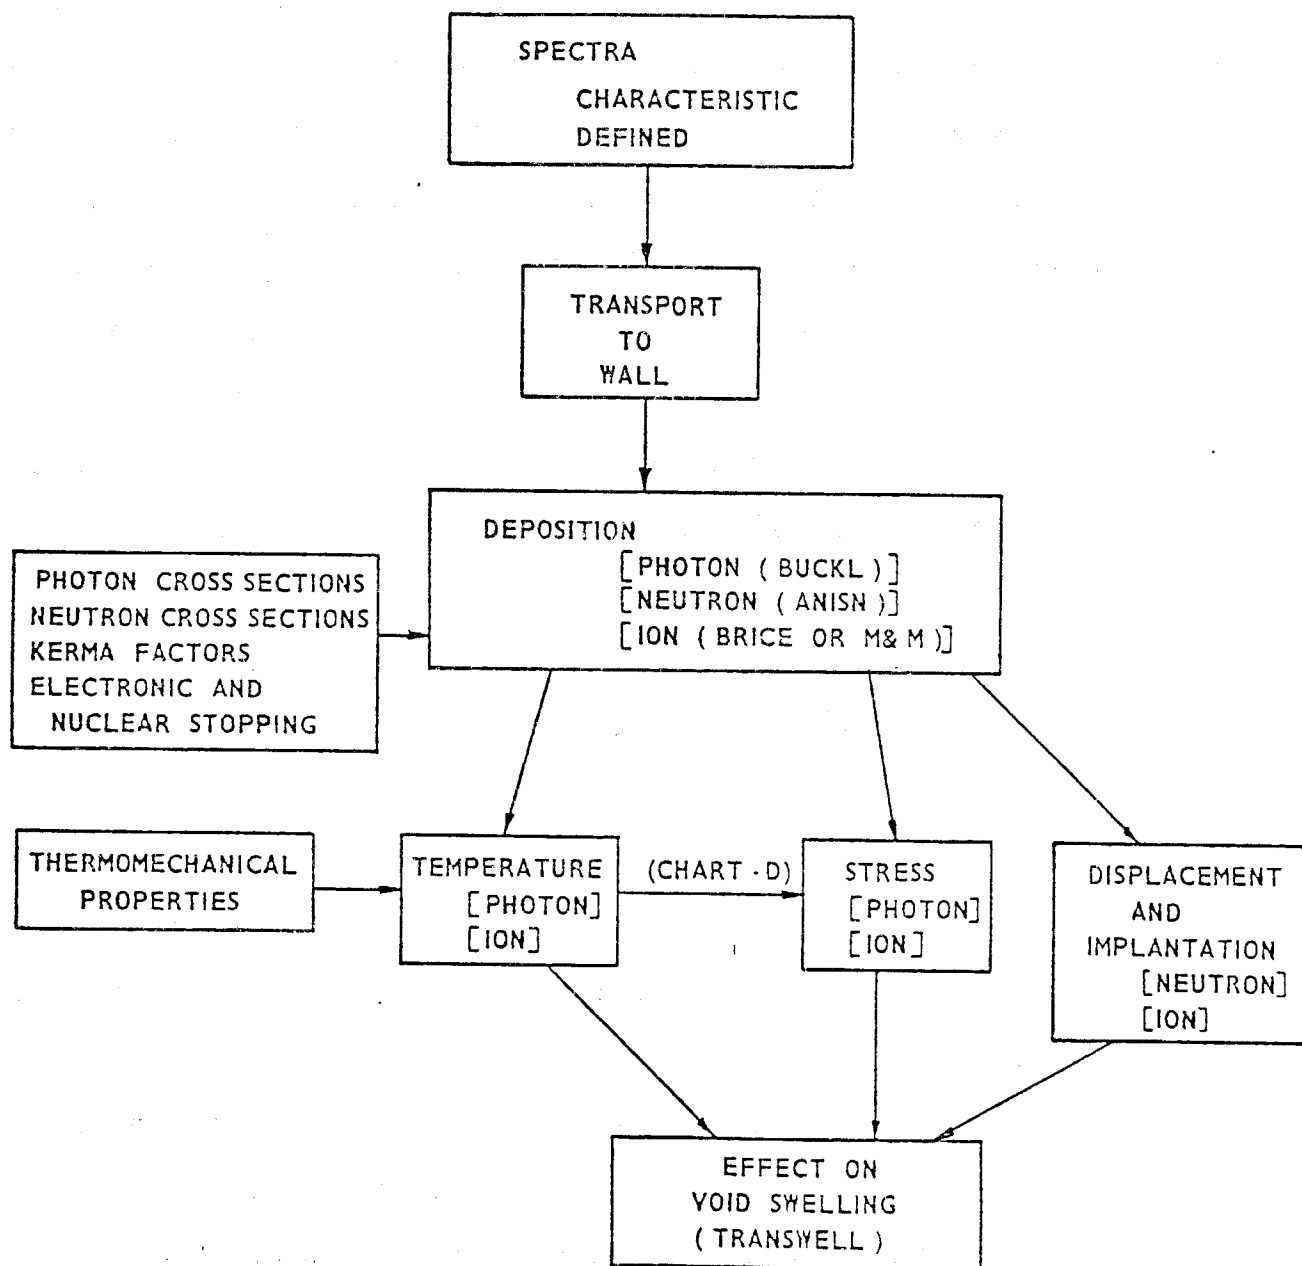 SPECTRA
CHARACTERISTIC
DEFINED
TRANSPORT
TO
WALL
DEPOSITION
[PHOTON ( BUCKL )]
[NEUTRON ( ANISN )]
[ION ( BRICE OR M& M )]
PHOTON CROSS SECTIONS
NEUTRON CROSS SECTIONS
KERMA FACTORS
ELECTRONIC AND
NUCLEAR STOPPING
THERMOMECHANICAL
PROPERTIES
TEMPERATURE
[PHOTON]
[ION]
(CHART - D)
STRESS
[PHOTON]
[ION]
DISPLACEMENT
AND
IMPLANTATION
[NEUTRON]
[ION]
EFFECT ON
VOID SWELLING
( TRANSWELL )